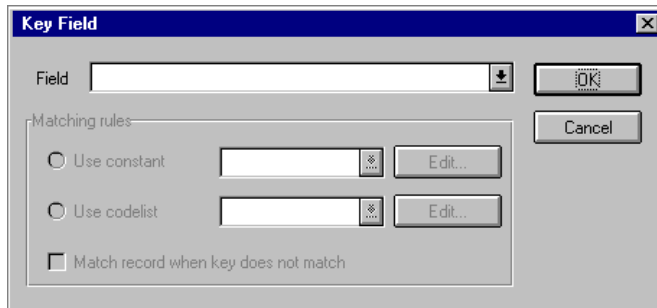 Key Field
Field
OK
Matching rules
Cancel
Use constant
Edit...
Use codelist
Edit...
Match record when key does not match